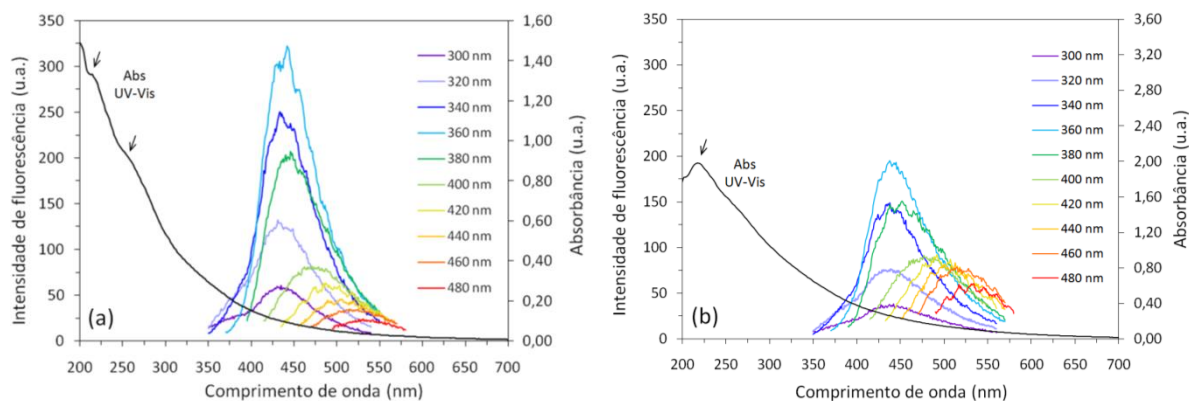 350
300
250
200
150
100
50
0
Intensidade de fluorescência (u.a.)
1,60
1,40
1,20
1,00
0,80
0,60
0,40
0,20
0,00
Absorbância (u.a.)
Abs
UV-Vis
300 nm
320 nm
340 nm
360 nm
380 nm
400 nm
420 nm
440 nm
460 nm
480 nm
(a)
200 250 300 350 400 450 500 550 600 650 700
Comprimento de onda (nm)
350
300
250
200
150
100
50
0
Intensidade de fluorescência (u.a.)
3,60
3,20
2,80
2,40
2,00
1,60
1,20
0,80
0,40
0,00
Absorbância (u.a.)
Abs
UV-Vis
300 nm
320 nm
340 nm
360 nm
380 nm
400 nm
420 nm
440 nm
460 nm
480 nm
(b)
200 250 300 350 400 450 500 550 600 650 700
Comprimento de onda (nm)